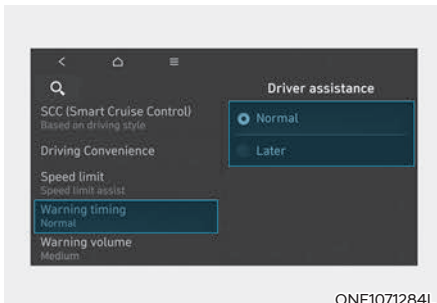 Driver assistance
SCC (Smart Cruise Control)
Based on driving style
Driving Convenience
Speed limit
Speed limit assist
Warning timing
Normal
Warning volume
Medium
Normal
Later